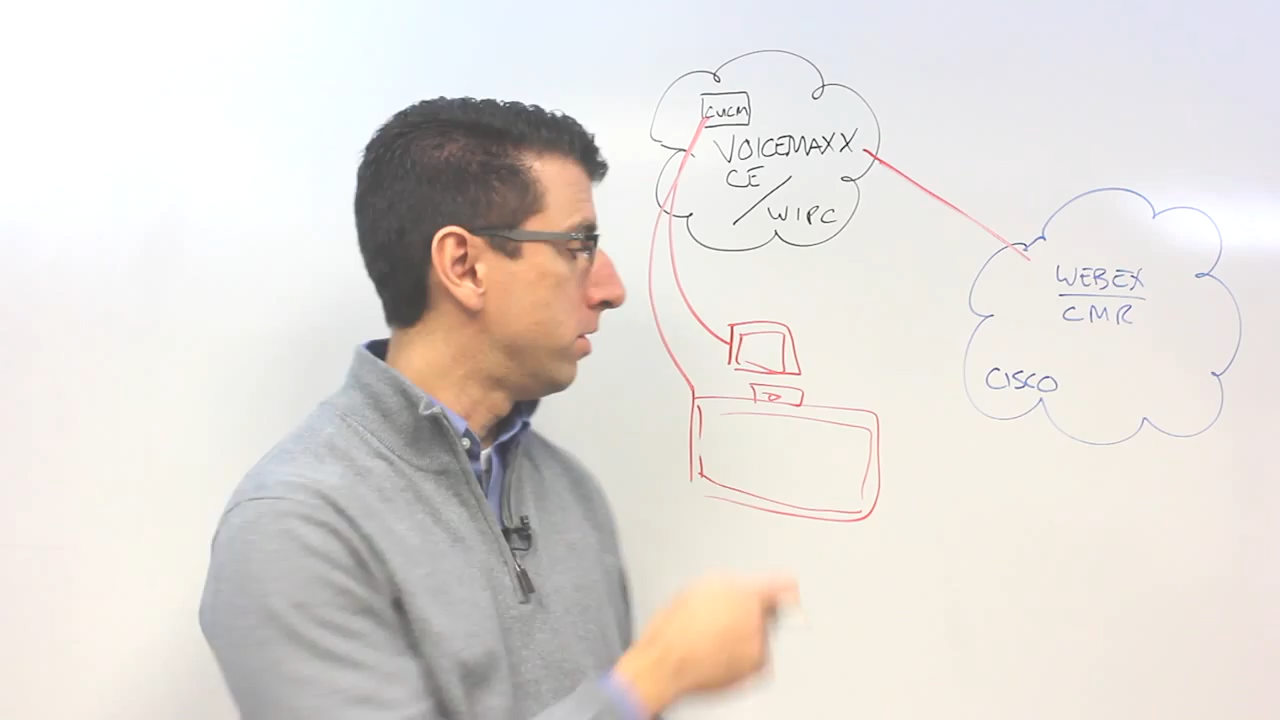 CUCM
VOICEMAXX
CE / WIPC
WEBEX
CMR
CISCO